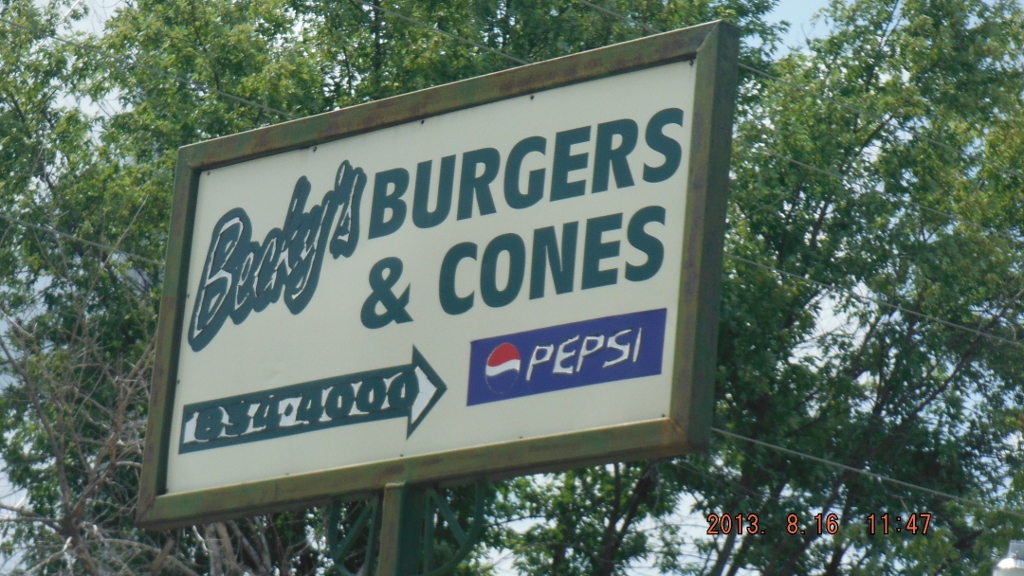 Becky's BURGERS
& CONES
PEPSI
834-4000
2013. 8.16 11:47